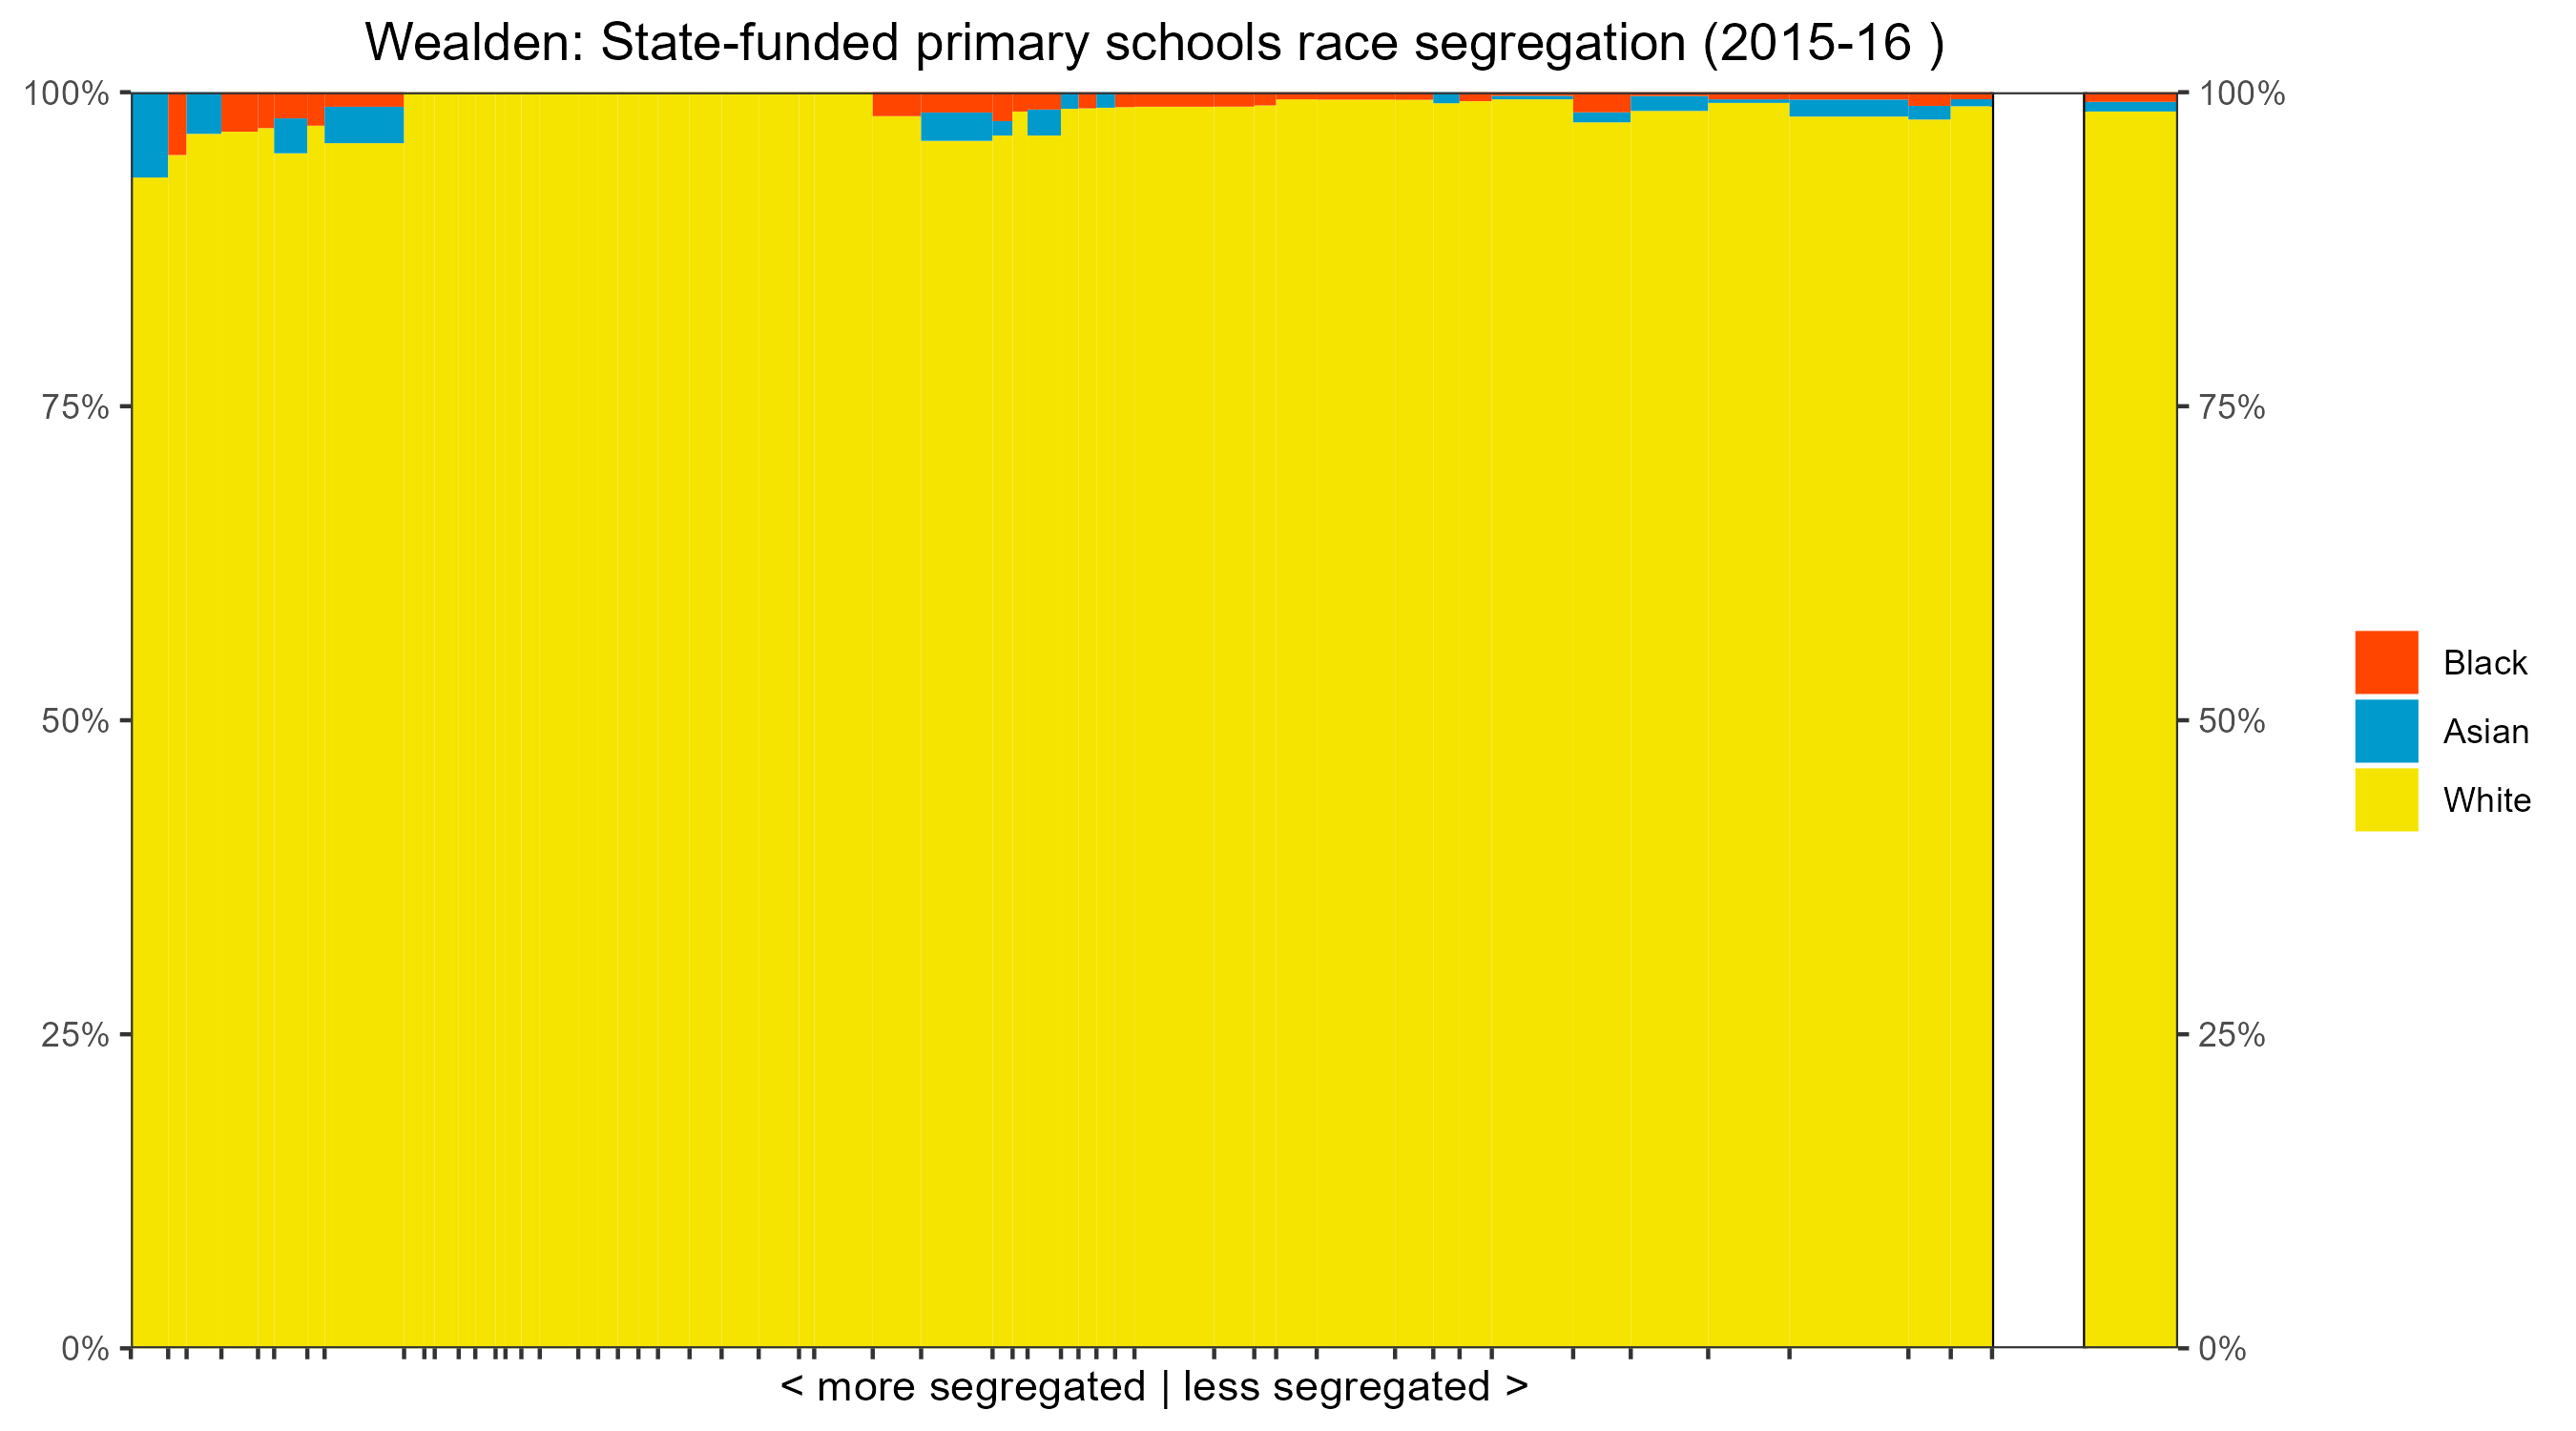 Wealden: State-funded primary schools race segregation (2015-16 )
100%
75%
50%
25%
0%
100%
75%
50%
25%
0%
< more segregated | less segregated >
Black
Asian
White